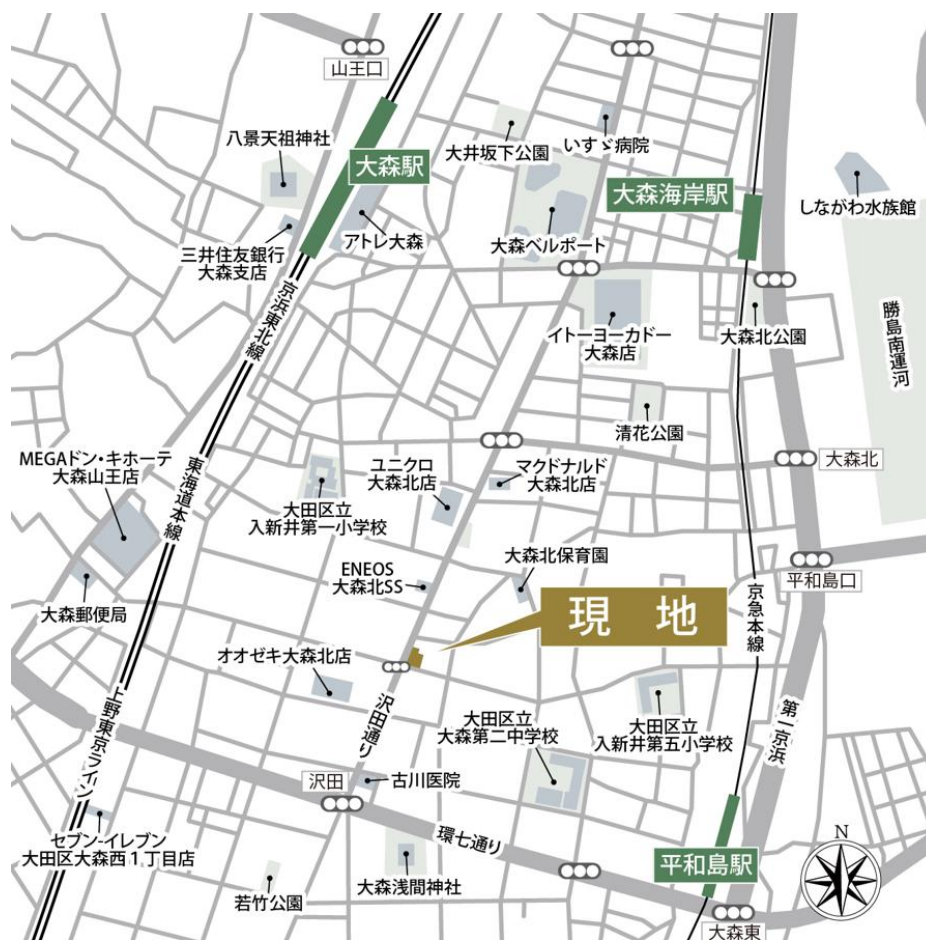 山王口
八景天祖神社
大森駅
大井坂下公園
いすゞ病院
大森海岸駅
しながわ水族館
アトレ大森
大森ベルポート
三井住友銀行
大森支店
京浜東北線
イトーヨーカドー
大森店
大森北公園
勝島南運河
清花公園
MEGAドン・キホーテ
大森山王店
東海道本線
ユニクロ
大森北店
マクドナルド
大森北店
大森北
大田区立
入新井第一小学校
大森北保育園
ENEOS
大森北SS
平和島口
大森郵便局
現 地
京急本線
オオゼキ大森北店
上野東京ライン
沢田通り
大田区立
大森第二中学校
大田区立
入新井第五小学校
第一京浜
沢田
古川医院
セブン-イレブン
大田区大森西1丁目店
環七通り
平和島駅
N
若竹公園
大森浅間神社
大森東